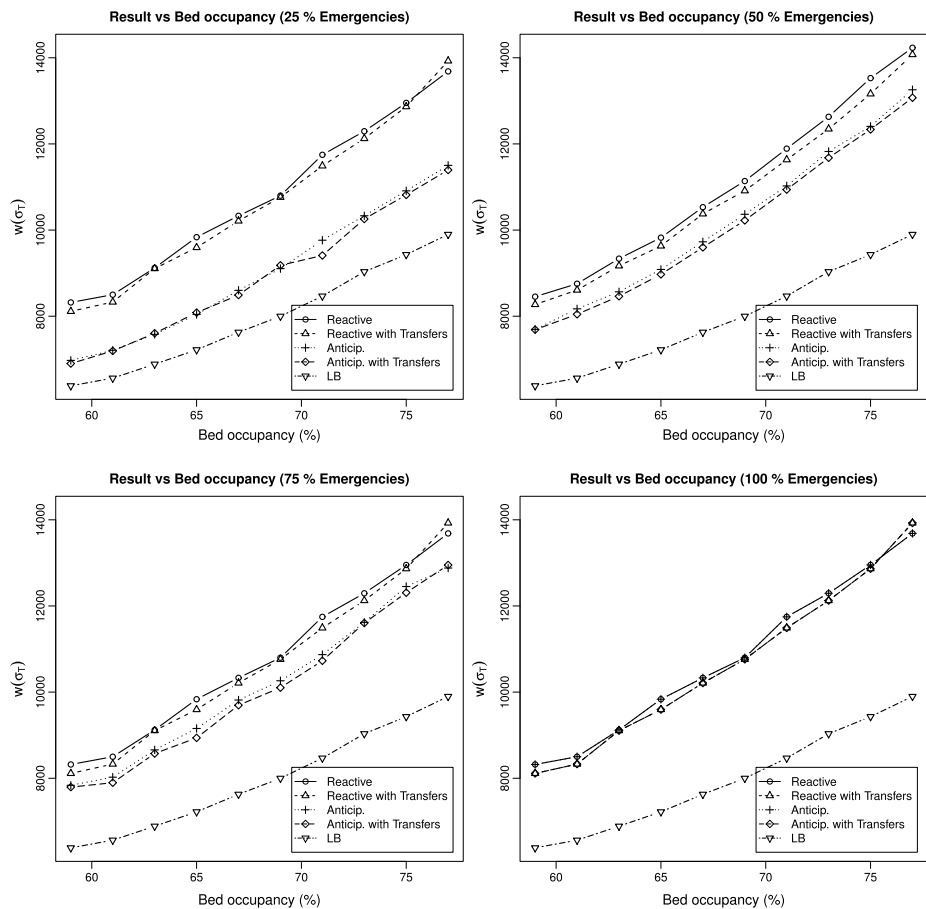 Result vs Bed occupancy (25 % Emergencies)
w(σT)
14000
12000
10000
8000
Reactive
Reactive with Transfers
Anticip.
Anticip. with Transfers
LB
60 65 70 75
Bed occupancy (%)
Result vs Bed occupancy (50 % Emergencies)
w(σT)
14000
12000
10000
8000
Reactive
Reactive with Transfers
Anticip.
Anticip. with Transfers
LB
60 65 70 75
Bed occupancy (%)
Result vs Bed occupancy (75 % Emergencies)
w(σT)
14000
12000
10000
8000
Reactive
Reactive with Transfers
Anticip.
Anticip. with Transfers
LB
60 65 70 75
Bed occupancy (%)
Result vs Bed occupancy (100 % Emergencies)
w(σT)
14000
12000
10000
8000
Reactive
Reactive with Transfers
Anticip.
Anticip. with Transfers
LB
60 65 70 75
Bed occupancy (%)